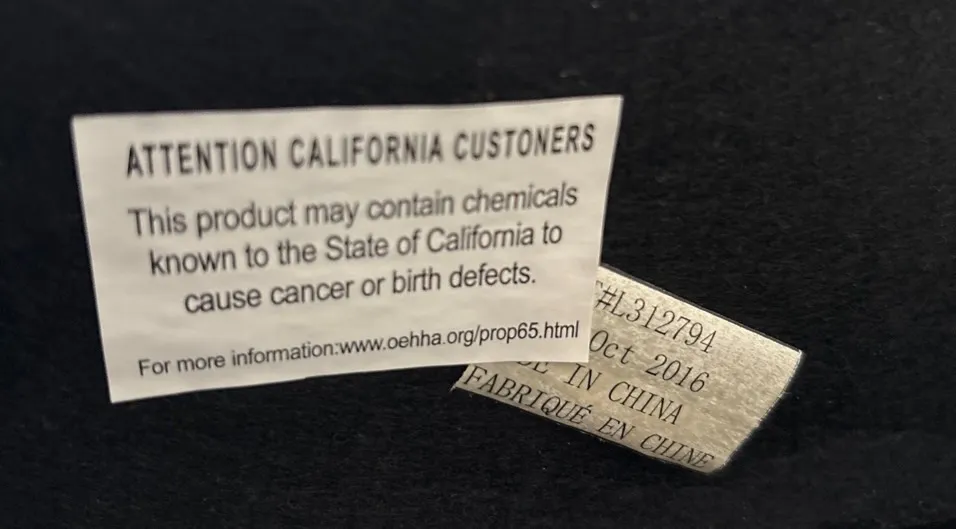 ATTENTION CALIFORNIA CUSTONERS
This product may contain chemicals
known to the State of California to
cause cancer or birth defects.
For more information:www.oehha.org/prop65.html
#L312794
Oct 2016
IN CHINA
FABRIQUÉ EN CHINE